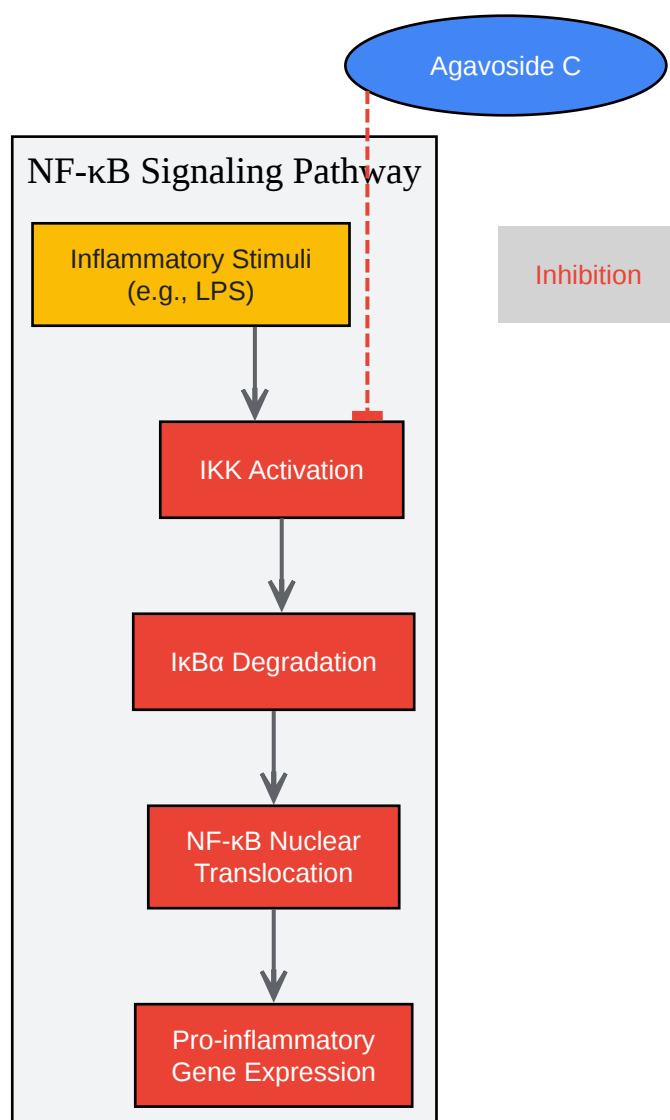 Agavoside C
NF-κB Signaling Pathway
Inflammatory Stimuli
(e.g., LPS)
Inhibition
IKK Activation
IκBα Degradation
NF-κB Nuclear
Translocation
Pro-inflammatory
Gene Expression